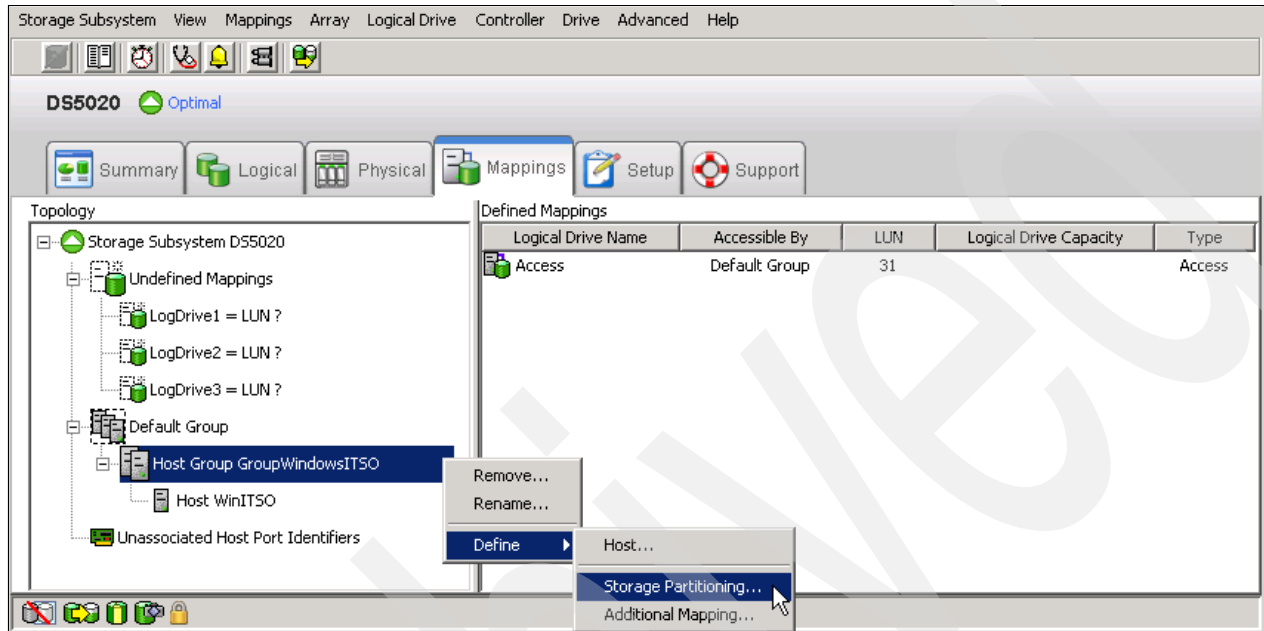 Storage Subsystem View Mappings Array Logical Drive Controller Drive Advanced Help
DS5020 Optimal
Summary Logical Physical Mappings Setup Support
Topology
Defined Mappings
Storage Subsystem DS5020
Undefined Mappings
LogDrive1 = LUN ?
LogDrive2 = LUN ?
LogDrive3 = LUN ?
Default Group
Host Group GroupWindowsITSO
Host WinITSO
Unassociated Host Port Identifiers
Logical Drive Name Accessible By LUN Logical Drive Capacity Type
Access Default Group 31 Access
Remove...
Rename...
Define
Host...
Storage Partitioning...
Additional Mapping...